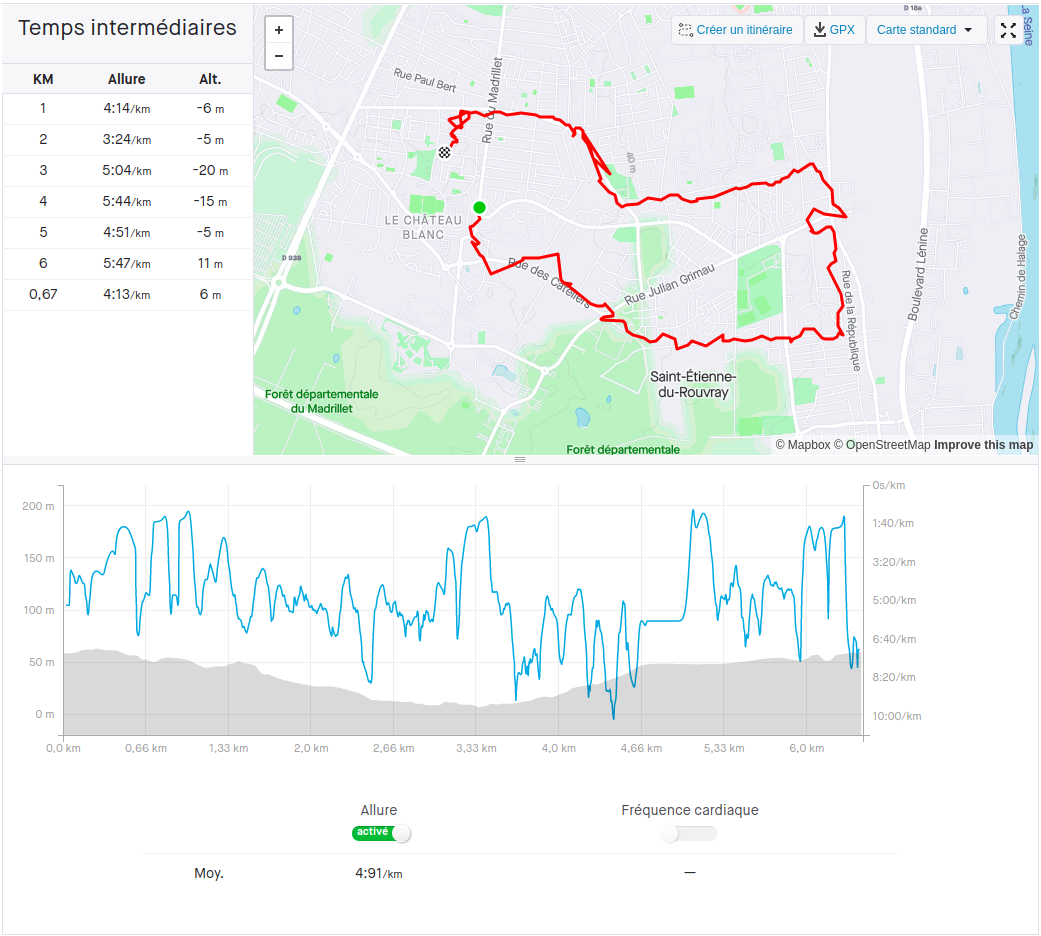 Temps intermédiaires
KM Allure Alt.
1 4:14/km -6 m
2 3:24/km -5 m
3 5:04/km -20 m
4 5:44/km -15 m
5 4:51/km -5 m
6 5:47/km 11 m
0,67 4:13/km 6 m
+
−
Créer un itinéraire
GPX
Carte standard
D 18e
La Seine
Rue Paul Bert
Rue du Madrillet
40 m
LE CHÂTEAU
BLANC
D 938
Rue des Cateliers
Rue Julian Grimau
Rue de la République
Boulevard Lénine
Chemin de Halage
Saint-Étienne-
du-Rouvray
Forêt départementale
du Madrillet
Forêt départementale
© Mapbox © OpenStreetMap Improve this map
200 m
150 m
100 m
50 m
0 m
0s/km
1:40/km
3:20/km
5:00/km
6:40/km
8:20/km
10:00/km
0,0 km 0,66 km 1,33 km 2,0 km 2,66 km 3,33 km 4,0 km 4,66 km 5,33 km 6,0 km
Allure Fréquence cardiaque
activé
Moy. 4:91/km —